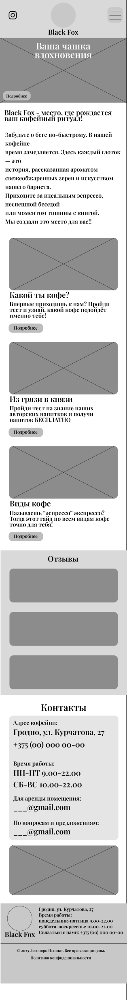 Black Fox
Ваша чашка
вдохновения
Подробнее
Black Fox - место, где рождается
ваш кофейный ритуал!
Забудьте о беге по-быстрому. В нашей
кофейне
время замедляется. Здесь каждый глоток
— это
история, рассказанная ароматом
свежеобжаренных зерен и искусством
нашего бариста.
Приходите за идеальным эспрессо,
неспешной беседой
или моментом тишины с книгой.
Мы создали это место для вас!!
Какой ты кофе?
Впервые приходишь к нам? Пройди
тест и узнай, какой кофе подойдёт
именно тебе!
Подробнее
Из грязи в князи
Пройди тест на знание наших
авторских напитков и получи
напиток БЕСПЛАТНО
Подробнее
Виды кофе
Называешь “эспрессо” экспрессо?
Тогда этот гайд по всем видам кофе
точно для тебя!
Подробнее
Отзывы
Контакты
Адрес кофейни:
Гродно, ул. Курчатова, 27
+375 (00) 000 00-00
Время работы:
ПН-ПТ 9.00-22.00
СБ-ВС 10.00-22.00
Для аренды помещения:
___@gmail.com
По вопросам и предложениям:
___@gmail.com
Гродно, ул. Курчатова, 27
Время работы:
понедельник-пяттица 9.00-22.00
суббота-воскресенье 10.00-22.00
Связаться с нами: +375 (00) 000 00-00
Black Fox
© 2025 Лесопарк Пышки. Все права защищены.
Политика конфиденциальности